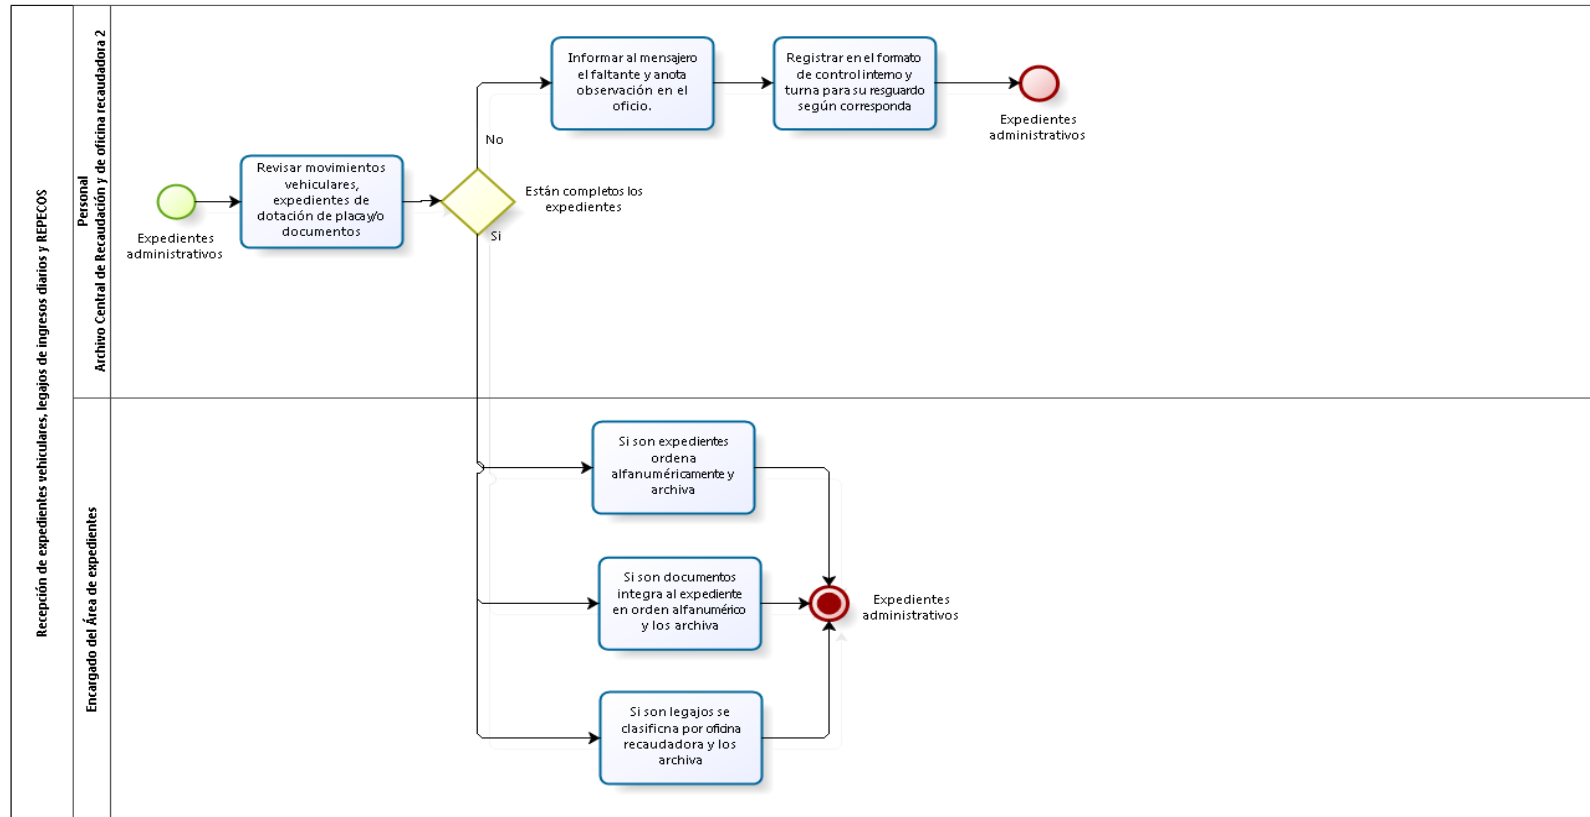 Recepción de expedientes vehiculares, legajos de ingresos diarios y REPECOS
Personal
Archivo Central de Recaudación y de oficina recaudadora 2
Expedientes
administrativos
Revisar movimientos
vehiculares,
expedientes de
dotación de placay/o
documentos
Están completos los
expedientes
No
Si
Informar al mensajero
el faltante y anota
observación en el
oficio.
Registrar en el formato
de control interno y
turna para su resguardo
según corresponda
Expedientes
administrativos
Encargado del Área de expedientes
Si son expedientes
ordena
alfanuméricamente y
archiva
Si son documentos
integra al expediente
en orden alfanumérico
y los archiva
Si son legajos se
clasificna por oficina
recaudadora y los
archiva
Expedientes
administrativos